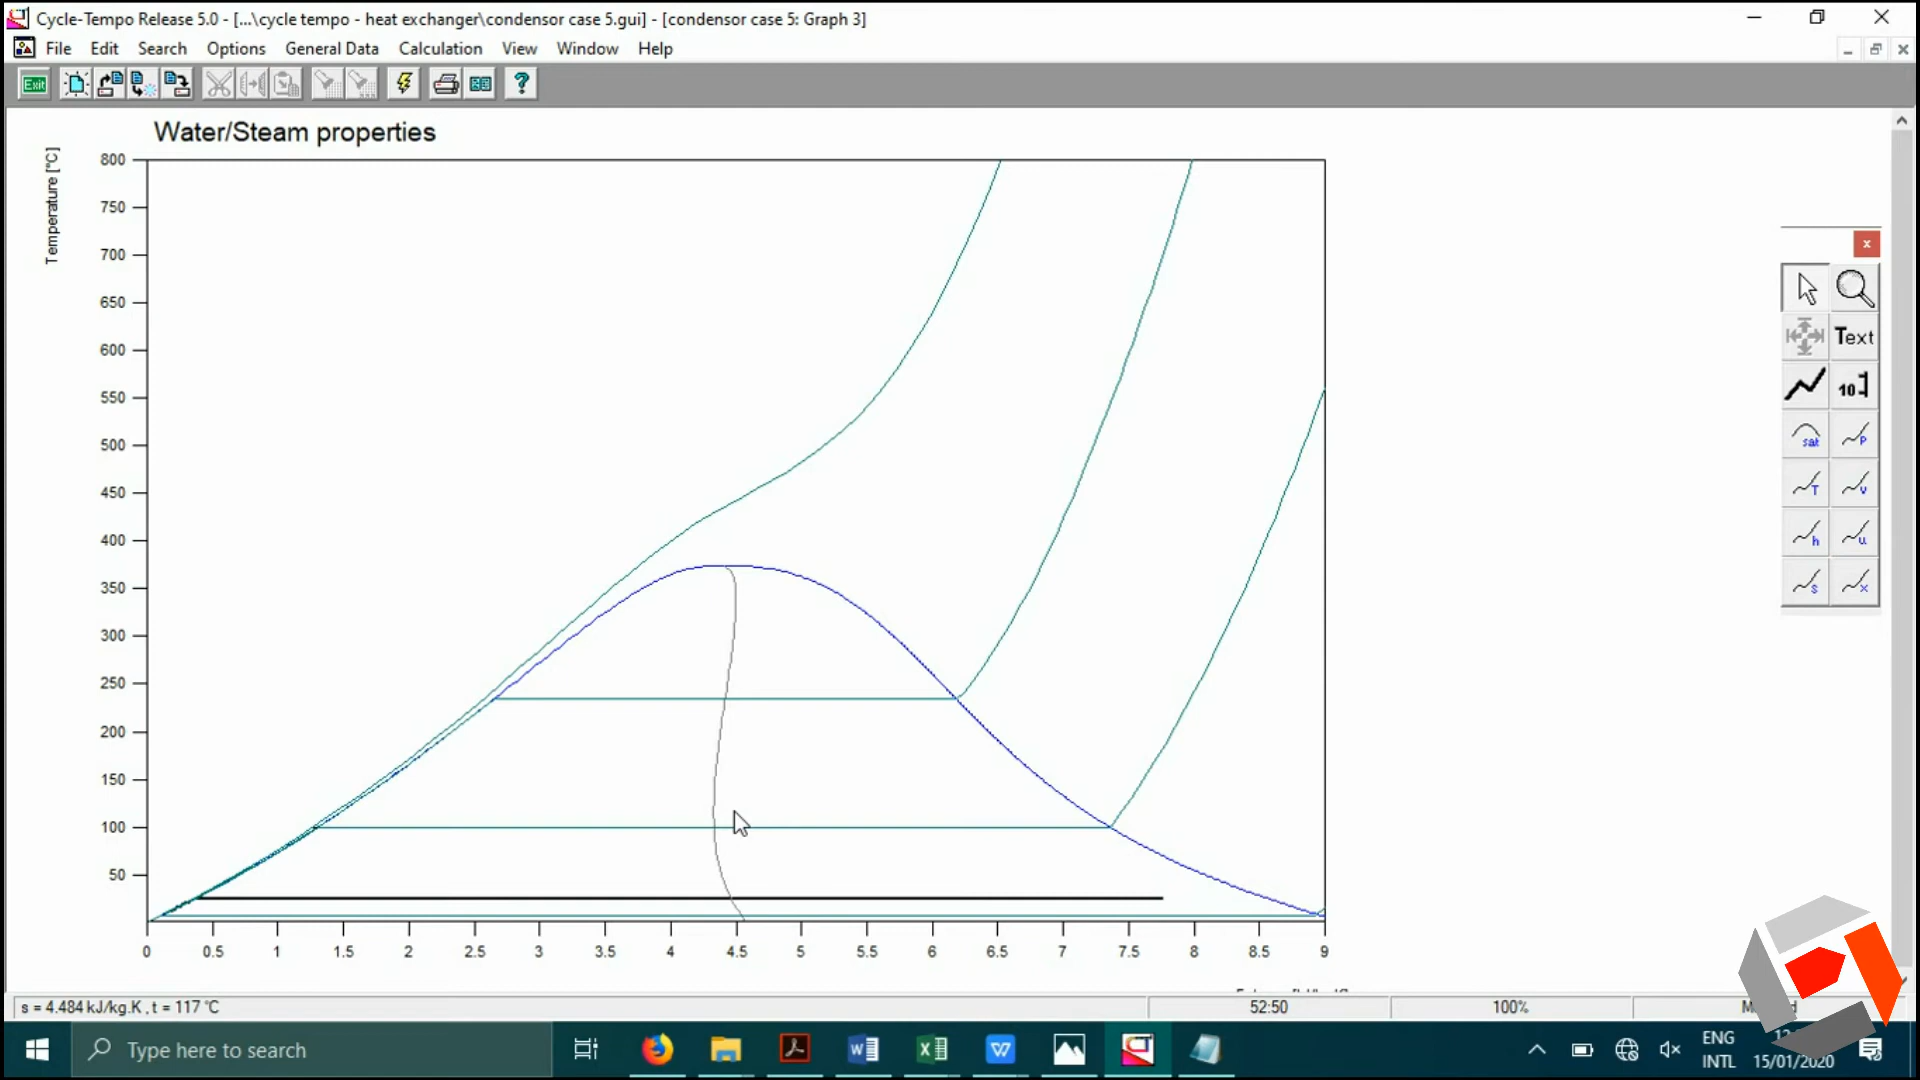 Cycle-Tempo Release 5.0 - [...\cycle tempo - heat exchanger\condensor case 5.gui] - [condensor case 5: Graph 3]
File Edit Search Options General Data Calculation View Window Help
Exit
?
Water/Steam properties
Temperature [°C]
800
750
700
650
600
550
500
450
400
350
300
250
200
150
100
50
0 0.5 1 1.5 2 2.5 3 3.5 4 4.5 5 5.5 6 6.5 7 7.5 8 8.5 9
x
Text
10
sat P
T v
h u
s x
s = 4.484 kJ/kg.K , t = 117 °C
52:50
100%
Type here to search
ENG
INTL
15/01/2020